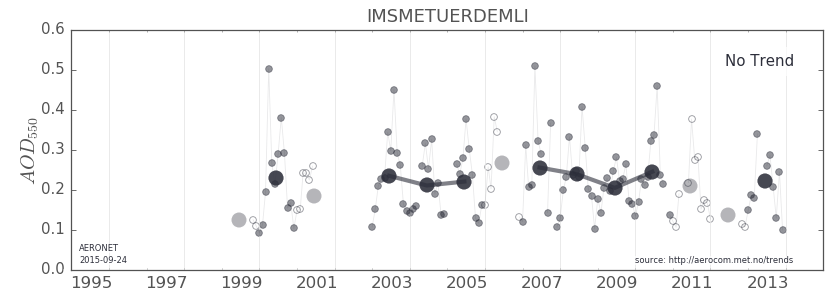 IMSMETUERDEMLI
0.6
0.5
0.4
0.3
0.2
0.1
0.0
AOD550
No Trend
AERONET
2015-09-24
source: http://aerocom.met.no/trends
1995 1997 1999 2001 2003 2005 2007 2009 2011 2013